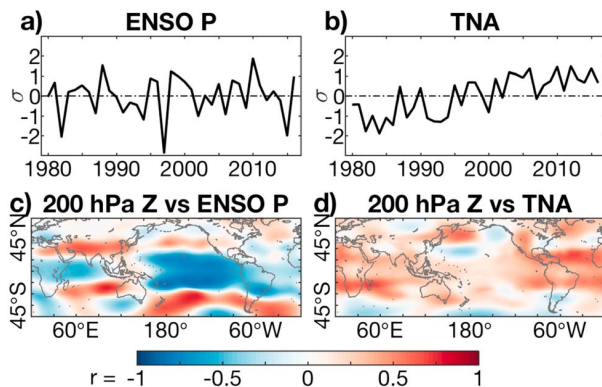 a) ENSO P
b) TNA
σ
2
1
0
-1
-2
1980 1990 2000 2010
σ
2
1
0
-1
-2
1980 1990 2000 2010
c) 200 hPa Z vs ENSO P
d) 200 hPa Z vs TNA
45°N
45°S
60°E 180° 60°W
45°N
45°S
60°E 180° 60°W
r = -1 -0.5 0 0.5 1